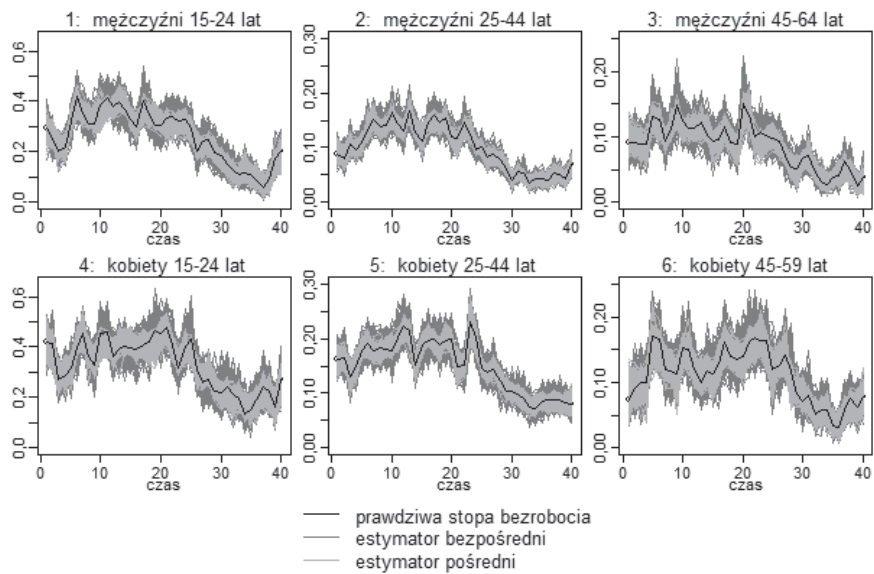 1: mężczyźni 15-24 lat
0,6
0,4
0,2
0,0
0 10 20 30 40
czas
2: mężczyźni 25-44 lat
0,30
0,20
0,10
0,00
0 10 20 30 40
czas
3: mężczyźni 45-64 lat
0,20
0,10
0,00
0 10 20 30 40
czas
4: kobiety 15-24 lat
0,6
0,4
0,2
0,0
0 10 20 30 40
czas
5: kobiety 25-44 lat
0,30
0,20
0,10
0,00
0 10 20 30 40
czas
6: kobiety 45-59 lat
0,20
0,10
0,00
0 10 20 30 40
czas
prawdziwa stopa bezrobocia
estymator bezpośredni
estymator pośredni